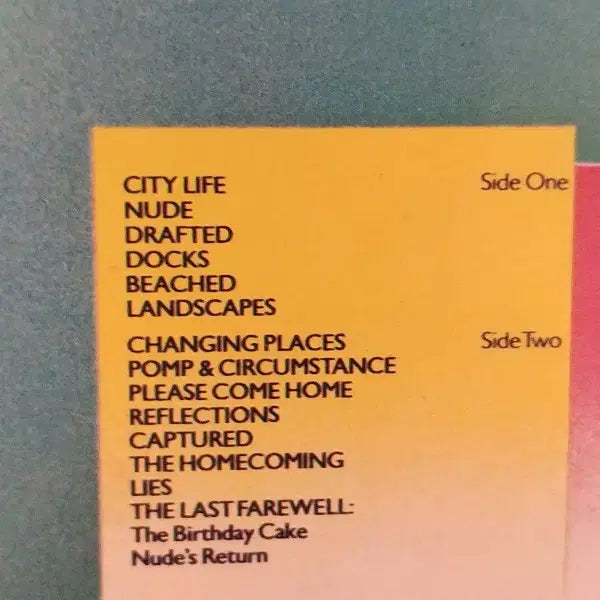 CITY LIFE Side One
NUDE
DRAFTED
DOCKS
BEACHED
LANDSCAPES
CHANGING PLACES Side Two
POMP & CIRCUMSTANCE
PLEASE COME HOME
REFLECTIONS
CAPTURED
THE HOMECOMING
LIES
THE LAST FAREWELL:
The Birthday Cake
Nude's Return